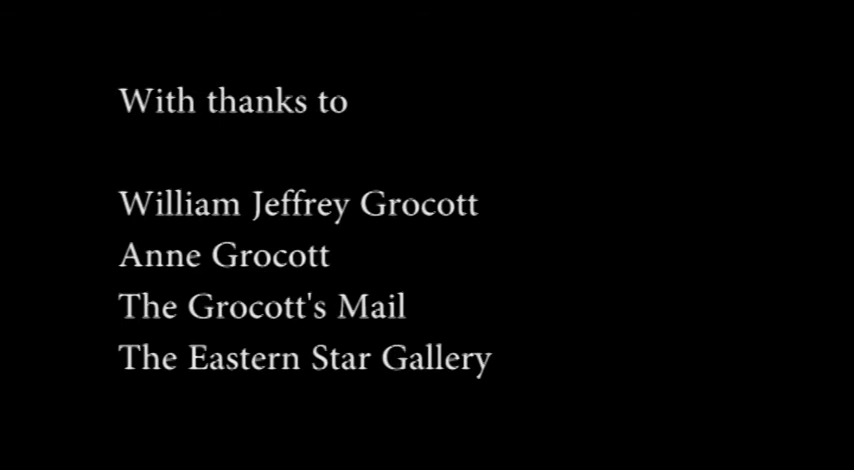 With thanks to
William Jeffrey Grocott
Anne Grocott
The Grocott's Mail
The Eastern Star Gallery